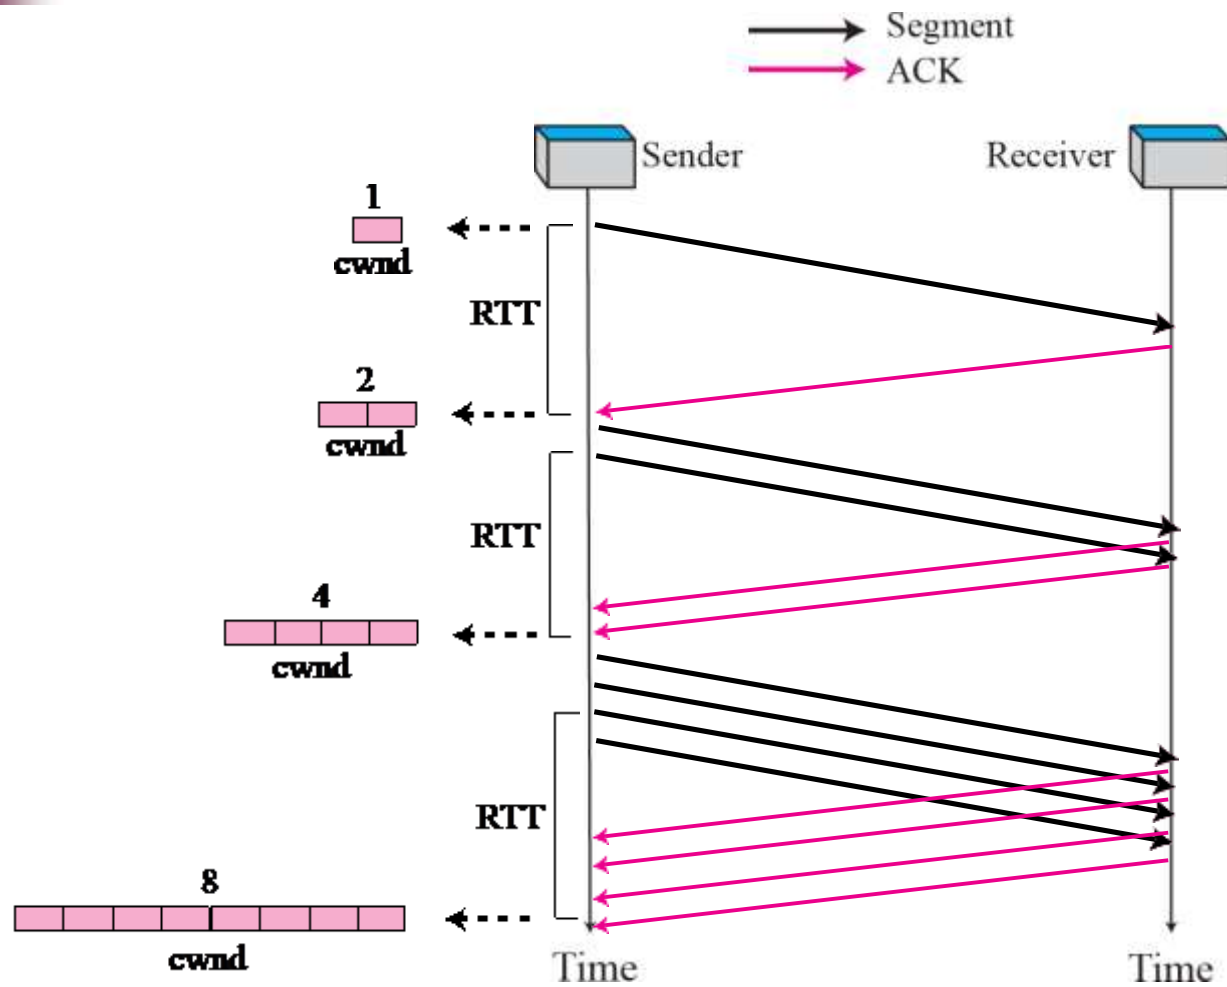 Segment
ACK
Sender
Receiver
1
cwnd
RTT
2
cwnd
RTT
4
cwnd
RTT
8
cwnd
Time
Time